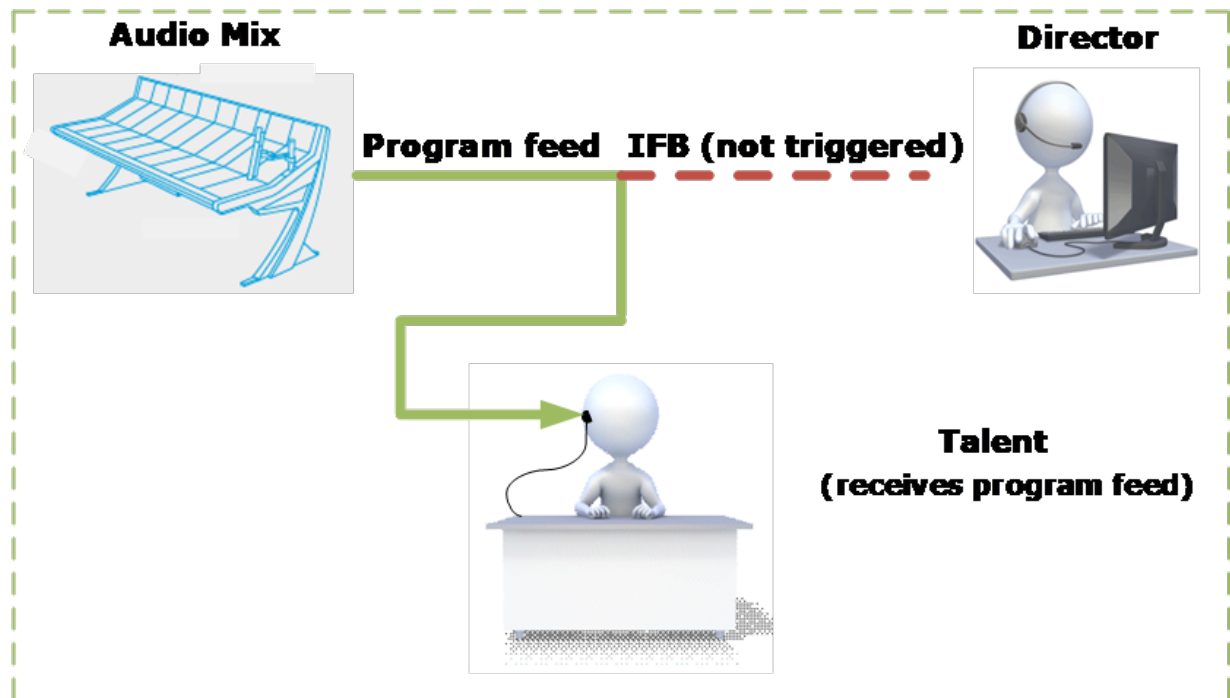 Audio Mix
Director
Program feed IFB (not triggered)
Talent
(receives program feed)